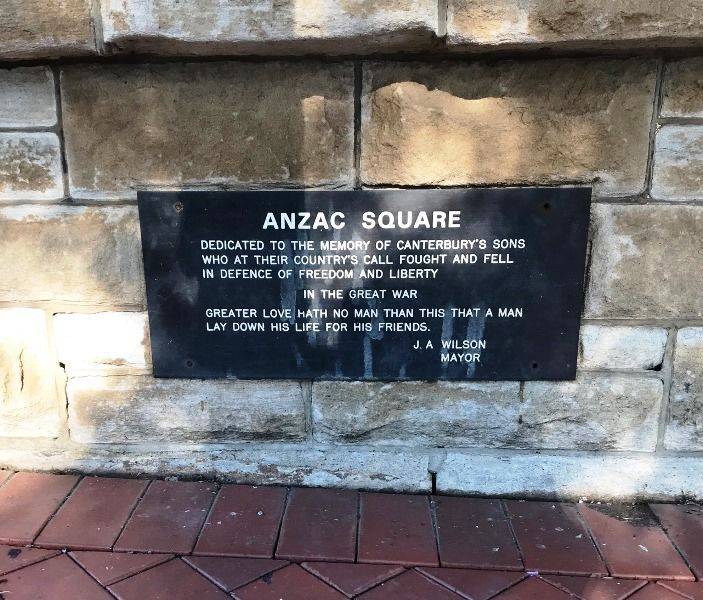 ANZAC SQUARE
DEDICATED TO THE MEMORY OF CANTERBURY'S SONS
WHO AT THEIR COUNTRY'S CALL FOUGHT AND FELL
IN DEFENCE OF FREEDOM AND LIBERTY
IN THE GREAT WAR
GREATER LOVE HATH NO MAN THAN THIS THAT A MAN
LAY DOWN HIS LIFE FOR HIS FRIENDS.
J. A WILSON
MAYOR